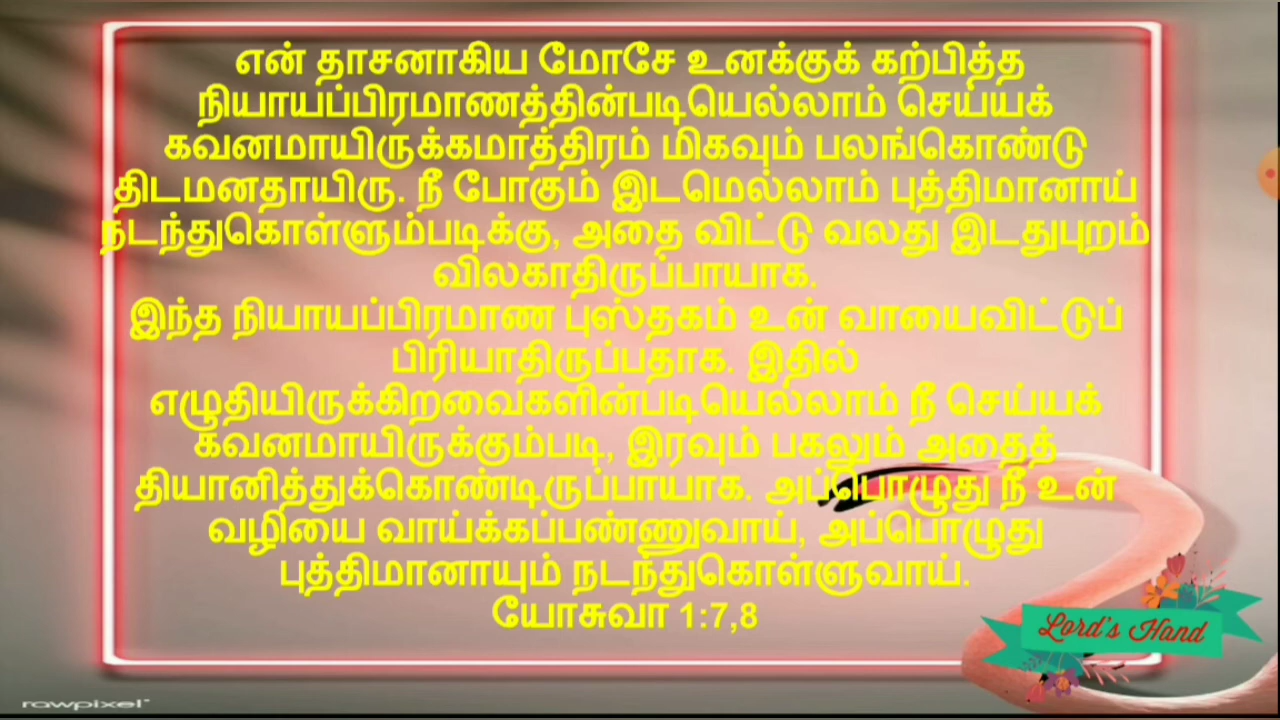 என் தாசனாகிய மோசே உனக்குக் கற்பித்த
நியாயப்பிரமாணத்தின்படியெல்லாம் செய்யக்
கவனமாயிருக்கமாத்திரம் மிகவும் பலங்கொண்டு
திடமனதாயிரு. நீ போகும் இடமெல்லாம் புத்திமானாய்
நடந்துகொள்ளும்படிக்கு, அதை விட்டு வலது இடதுபுறம்
விலகாதிருப்பாயாக.
இந்த நியாயப்பிரமாண புஸ்தகம் உன் வாயைவிட்டுப்
பிரியாதிருப்பதாக. இதில்
எழுதியிருக்கிறவைகளின்படியெல்லாம் நீ செய்யக்
கவனமாயிருக்கும்படி, இரவும் பகலும் அதைத்
தியானித்துக்கொண்டிருப்பாயாக. அப்பொழுது நீ உன்
வழியை வாய்க்கப்பண்ணுவாய், அப்பொழுது
புத்திமானாயும் நடந்துகொள்ளுவாய்.
யோசுவா 1:7,8
Lord's Hand
rawpixel